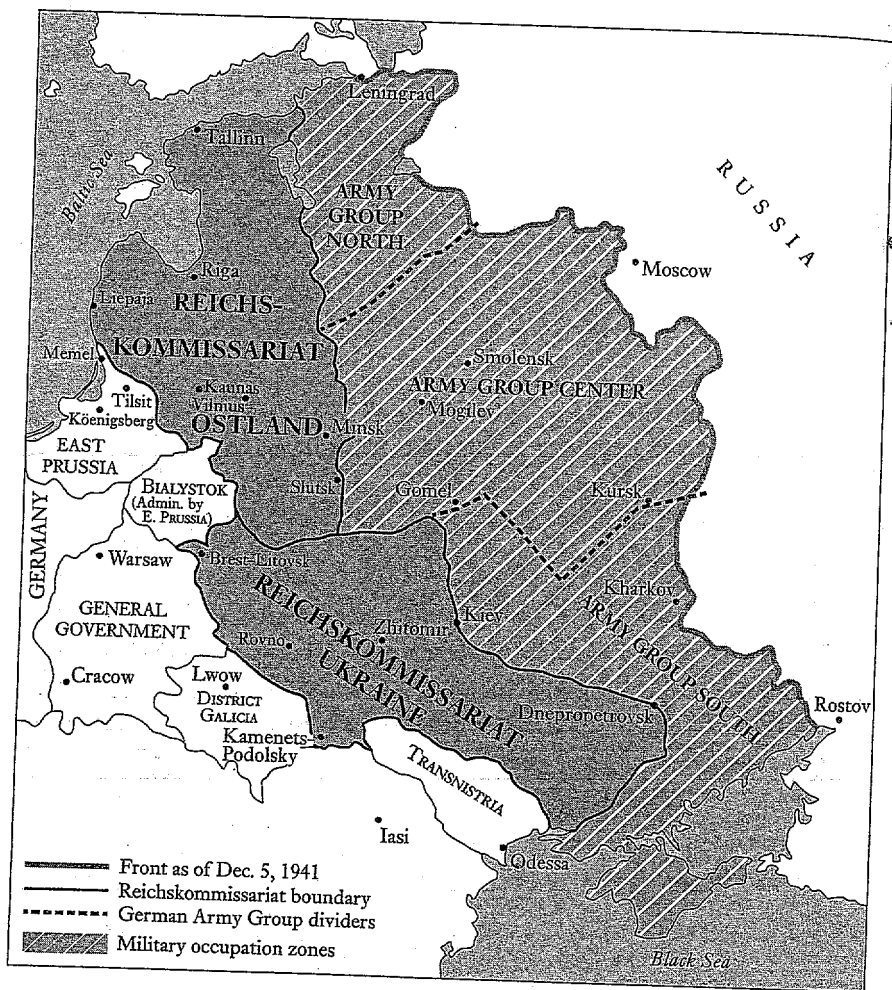 Leningrad
Tallinn
Baltic Sea
ARMY
GROUP
NORTH
RUSSIA
Moscow
Riga
Liepaja
REICHS-
KOMMISSARIAT
OSTLAND
Memel
Tilsit
Köenigsberg
Kaunas
Vilnius
Minsk
Smolensk
ARMY GROUP CENTER
Mogilev
EAST
PRUSSIA
BIALYSTOK
(Admin. by
E. PRUSSIA)
Slutsk
Gomel
Kursk
GERMANY
Warsaw
Brest-Litovsk
GENERAL
GOVERNMENT
REICHSKOMMISSARIAT
UKRAINE
Rovno
Zhitomir
Kiev
Kharkov
ARMY GROUP SOUTH
Cracow
Lwow
DISTRICT
GALICIA
Kamenets-
Podolsky
Dnepropetrovsk
Rostov
TRANSNISTRIA
Iasi
Odessa
Black Sea
Front as of Dec. 5, 1941
Reichskommissariat boundary
German Army Group dividers
Military occupation zones